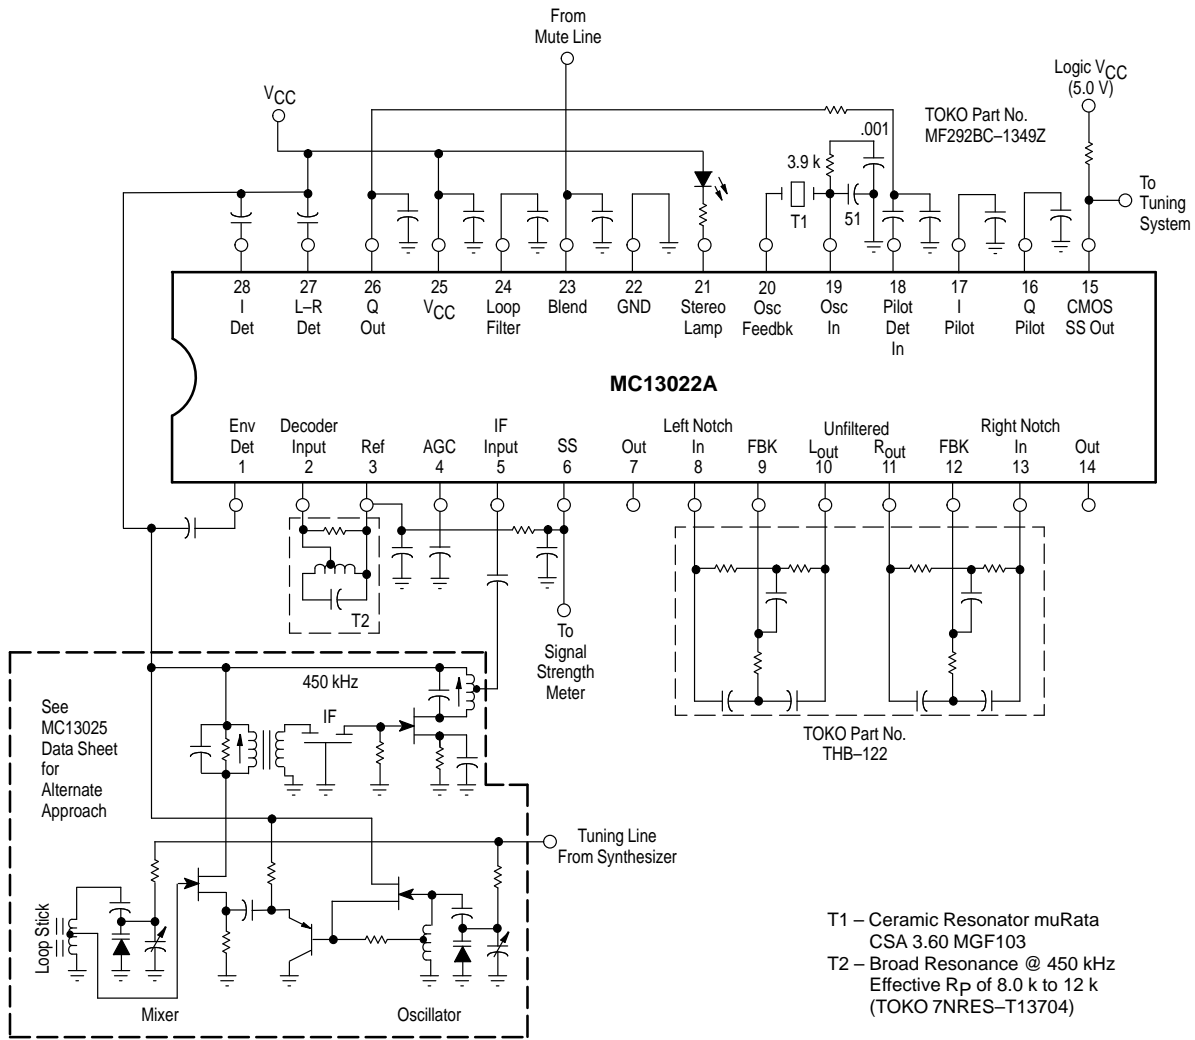 From
Mute Line
VCC
Logic VCC
(5.0 V)
TOKO Part No.
MF292BC–1349Z
.001
3.9 k
T1
51
To
Tuning
System
28
I
Det
27
L–R
Det
26
Q
Out
25
VCC
24
Loop
Filter
23
Blend
22
GND
21
Stereo
Lamp
20
Osc
Feedbk
19
Osc
In
18
Pilot
Det
In
17
I
Pilot
16
Q
Pilot
15
CMOS
SS Out
MC13022A
Env
Det
1
Decoder
Input
2
Ref
3
AGC
4
IF
Input
5
SS
6
Out
7
Left Notch
In
8
FBK
9
Unfiltered
Lout
10
Rout
11
FBK
12
Right Notch
In
13
Out
14
T2
To
Signal
Strength
Meter
TOKO Part No.
THB–122
450 kHz
IF
See
MC13025
Data Sheet
for
Alternate
Approach
Tuning Line
From Synthesizer
Loop Stick
Mixer
Oscillator
T1 – Ceramic Resonator muRata
CSA 3.60 MGF103
T2 – Broad Resonance @ 450 kHz
Effective RP of 8.0 k to 12 k
(TOKO 7NRES–T13704)